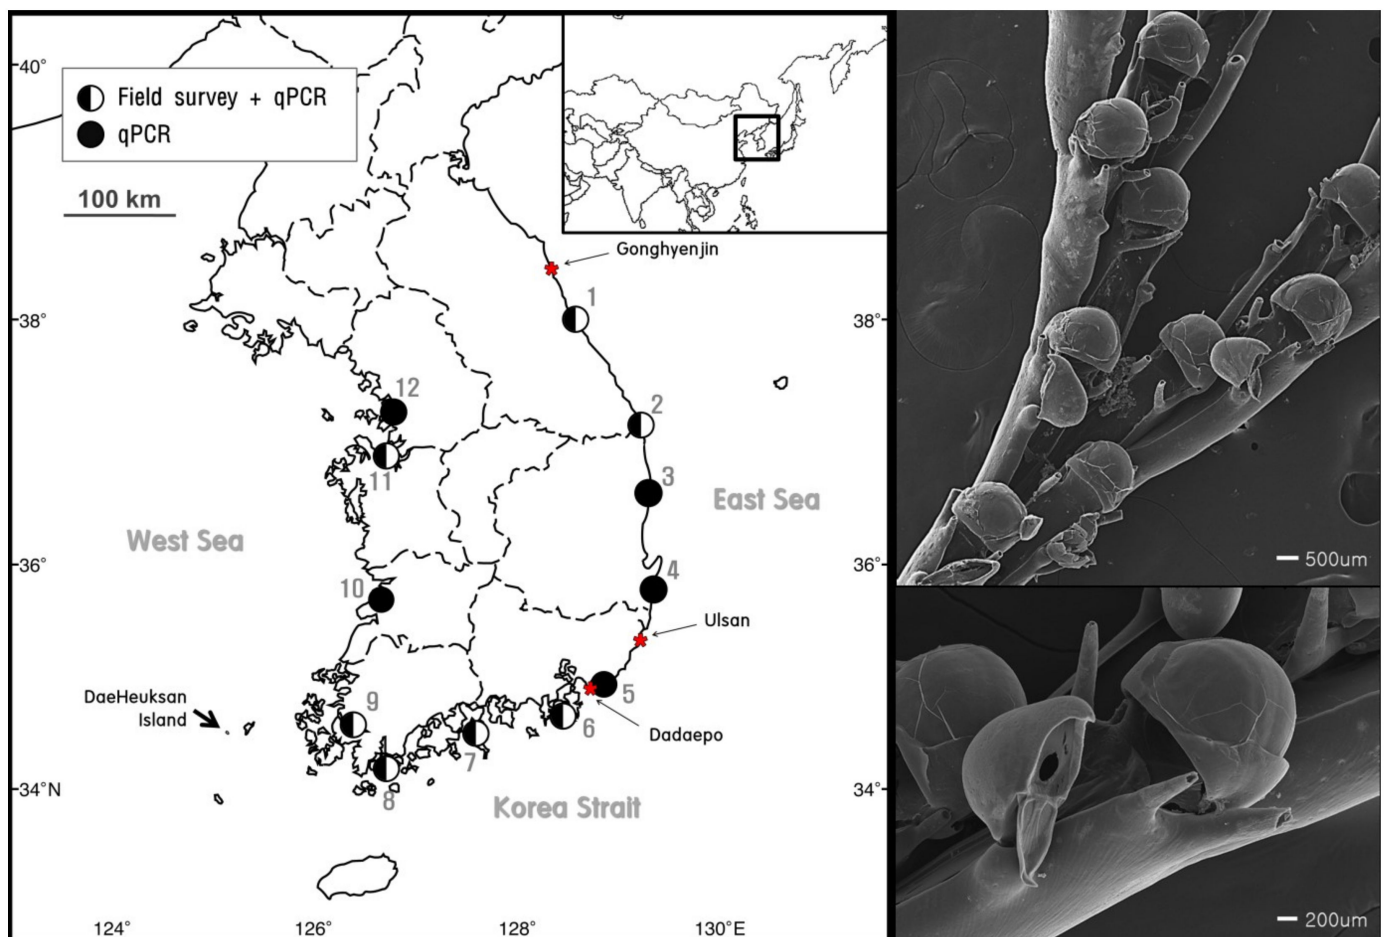 40°
Field survey + qPCR
qPCR
100 km
Gonghyenjin
1
38°
38°
12
2
11
3
East Sea
West Sea
36°
36°
4
10
Ulsan
DaeHeuksan
Island
9
5
6
Dadaepo
7
34°N
34°
8
Korea Strait
124°
126°
128°
130°E
500um
200um